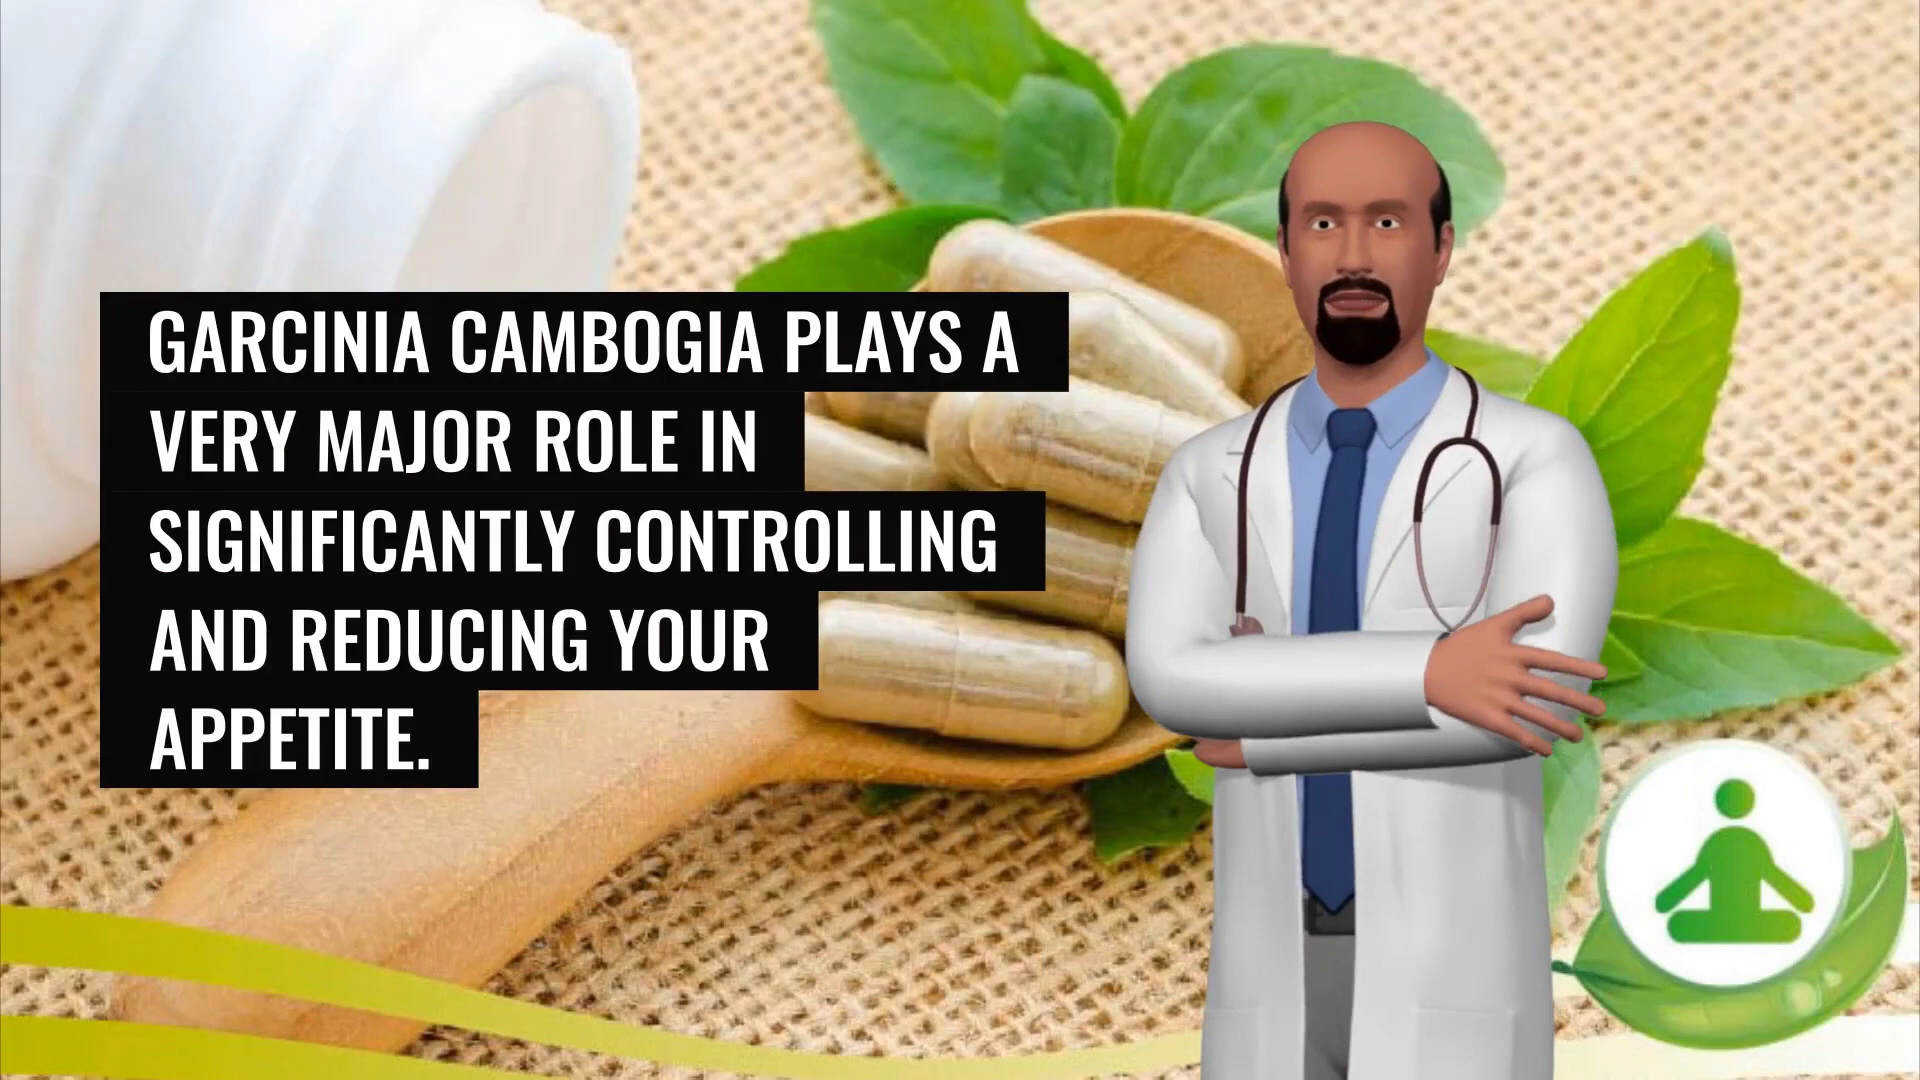 GARCINIA CAMBOGIA PLAYS A
VERY MAJOR ROLE IN
SIGNIFICANTLY CONTROLLING
AND REDUCING YOUR
APPETITE.